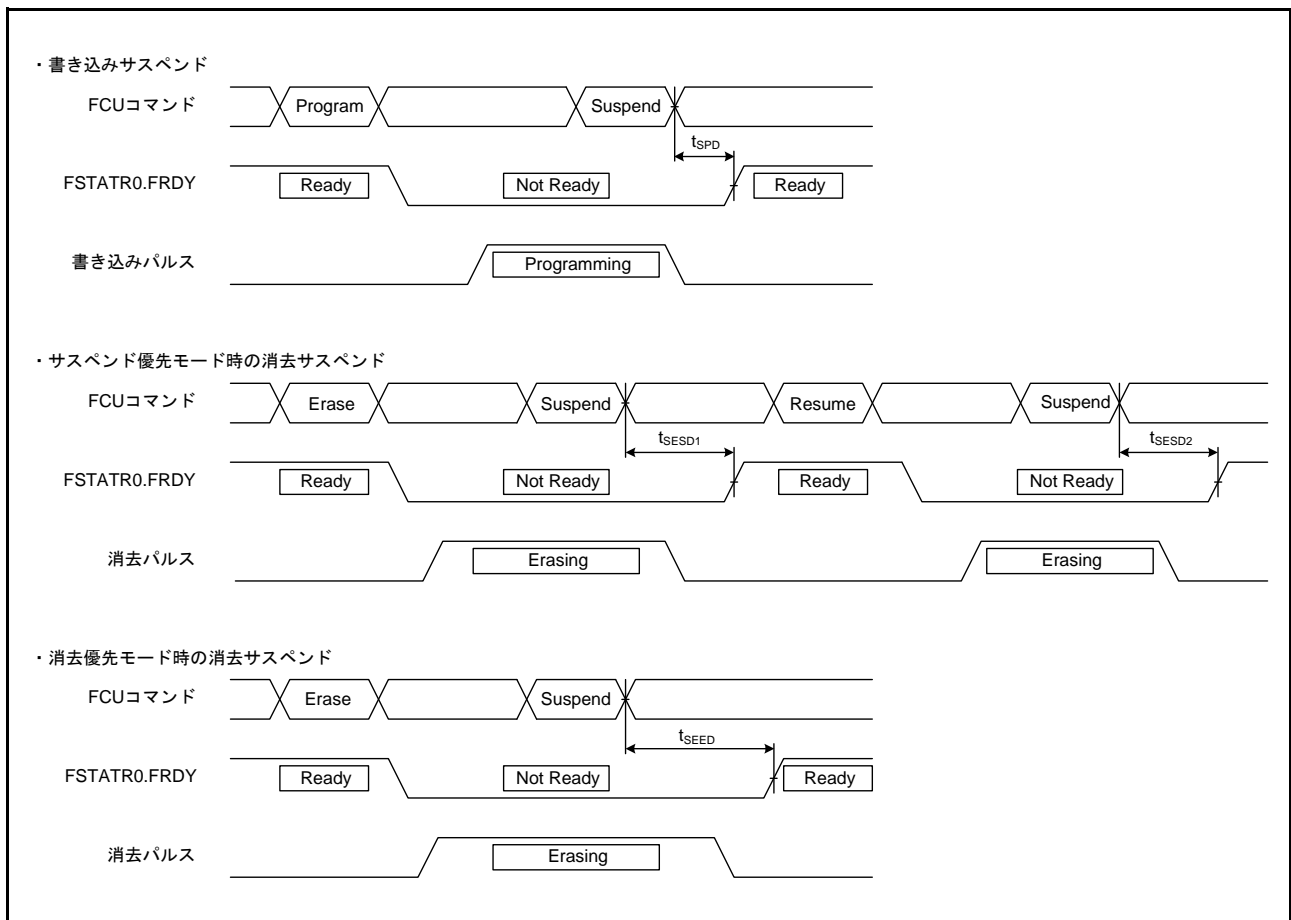 ・書き込みサスペンド
FCUコマンド Program Suspend
tSPD
FSTATR0.FRDY Ready Not Ready Ready
書き込みパルス Programming
・サスペンド優先モード時の消去サスペンド
FCUコマンド Erase Suspend Resume Suspend
tSESD1 tSESD2
FSTATR0.FRDY Ready Not Ready Ready Not Ready
消去パルス Erasing Erasing
・消去優先モード時の消去サスペンド
FCUコマンド Erase Suspend
tSEED
FSTATR0.FRDY Ready Not Ready Ready
消去パルス Erasing